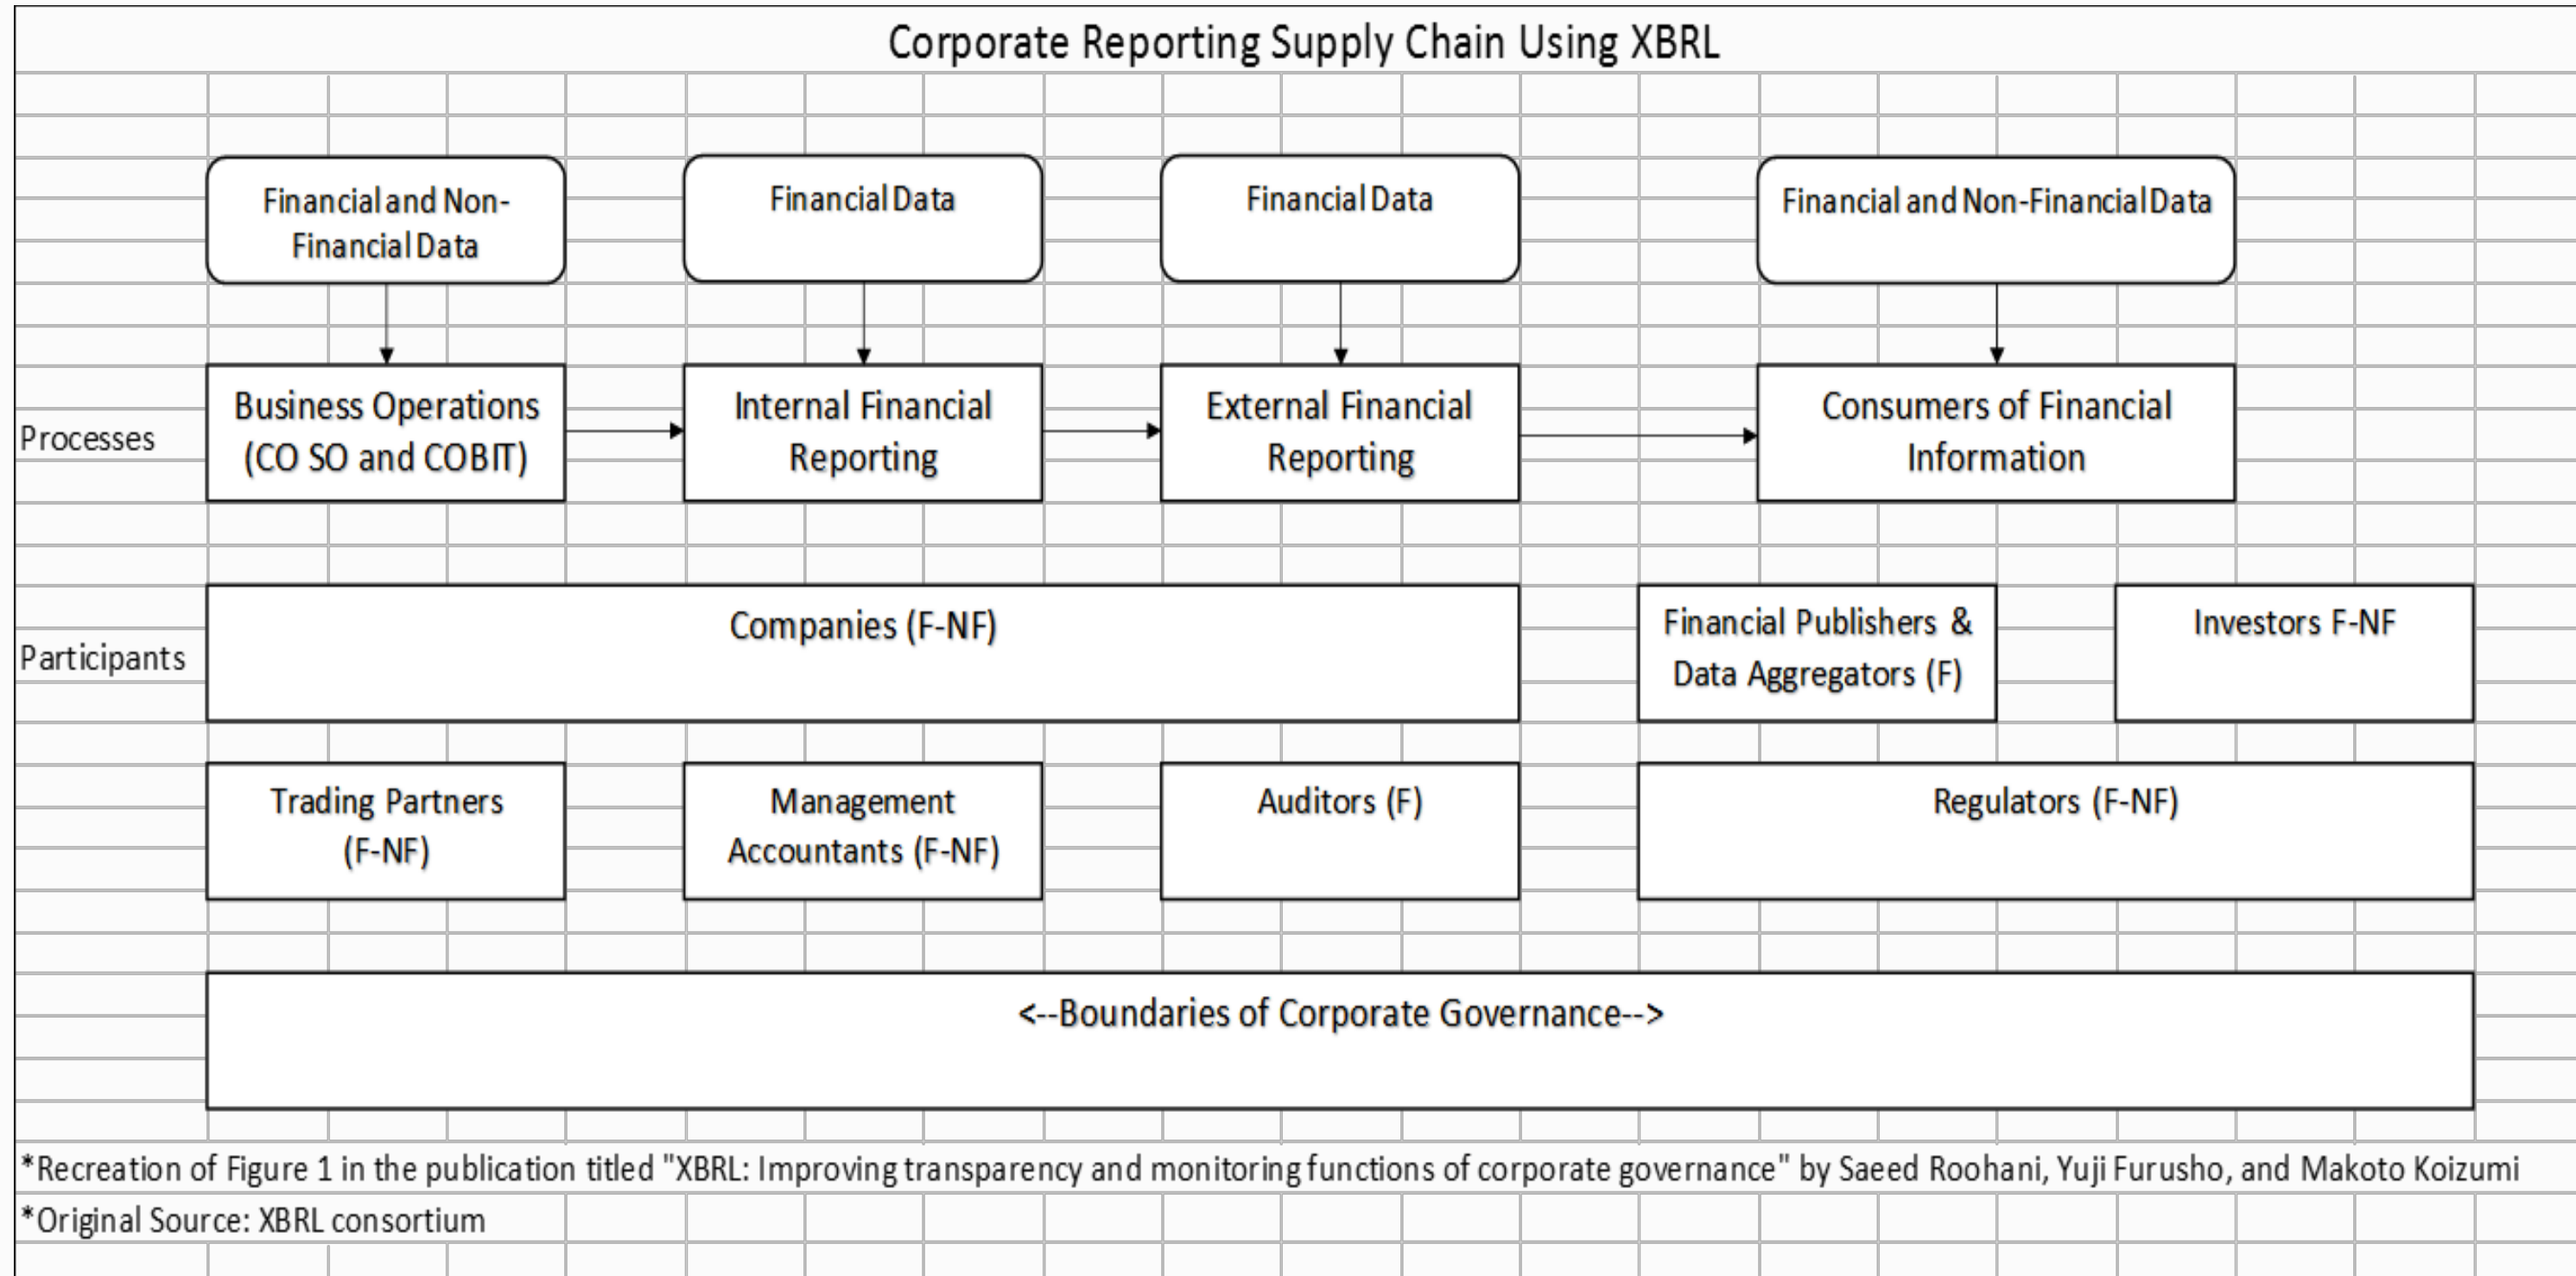 Corporate Reporting Supply Chain Using XBRL
Financial and Non-
Financial Data
Financial Data
Financial Data
Financial and Non-Financial Data
Processes
Business Operations
(CO SO and COBIT)
Internal Financial
Reporting
External Financial
Reporting
Consumers of Financial
Information
Participants
Companies (F-NF)
Financial Publishers &
Data Aggregators (F)
Investors F-NF
Trading Partners
(F-NF)
Management
Accountants (F-NF)
Auditors (F)
Regulators (F-NF)
<--Boundaries of Corporate Governance-->
*Recreation of Figure 1 in the publication titled "XBRL: Improving transparency and monitoring functions of corporate governance" by Saeed Roohani, Yuji Furusho, and Makoto Koizumi
*Original Source: XBRL consortium